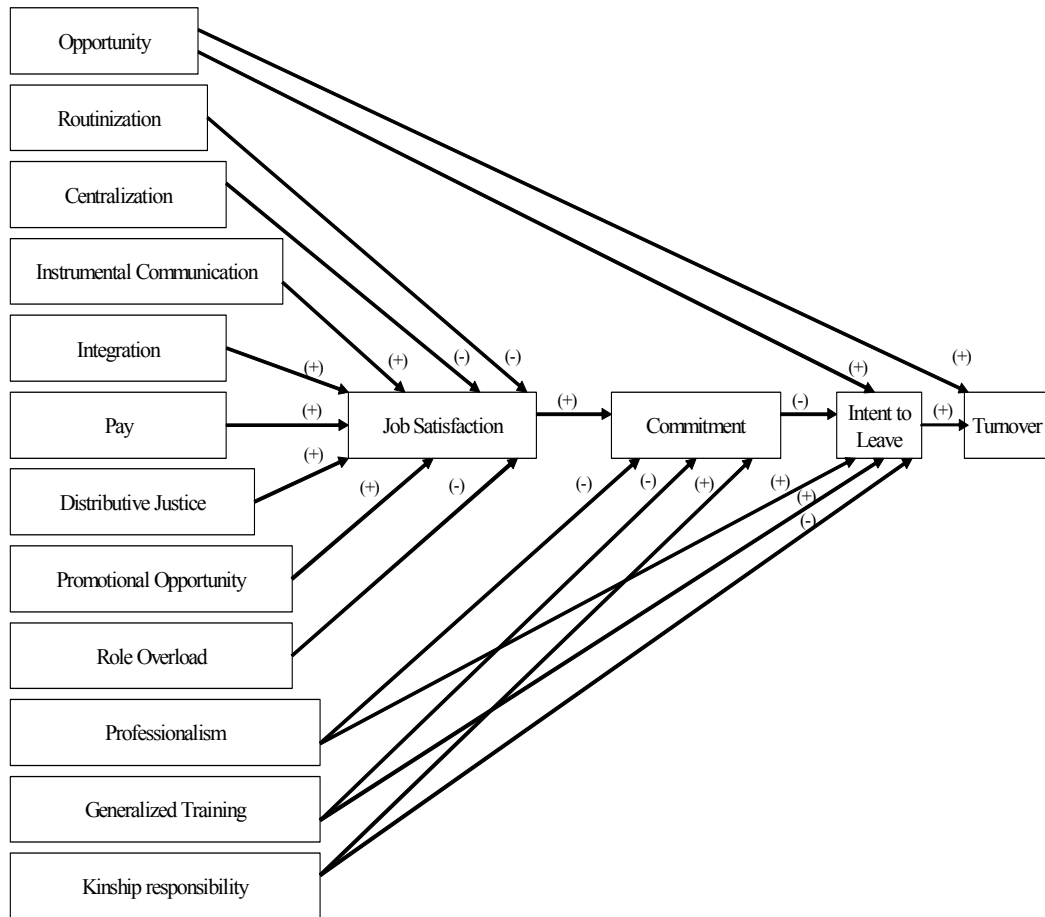 Opportunity
Routinization
Centralization
Instrumental Communication
Integration
(+)
(+)
(-)
(-)
(+)
(+)
Pay
(+)
Job Satisfaction
(+)
Commitment
(-)
Intent to
Leave
(+)
Turnover
Distributive Justice
(+)
(+)
(-)
(-)
(-)
(+)
(+)
(+)
(-)
Promotional Opportunity
Role Overload
Professionalism
Generalized Training
Kinship responsibility